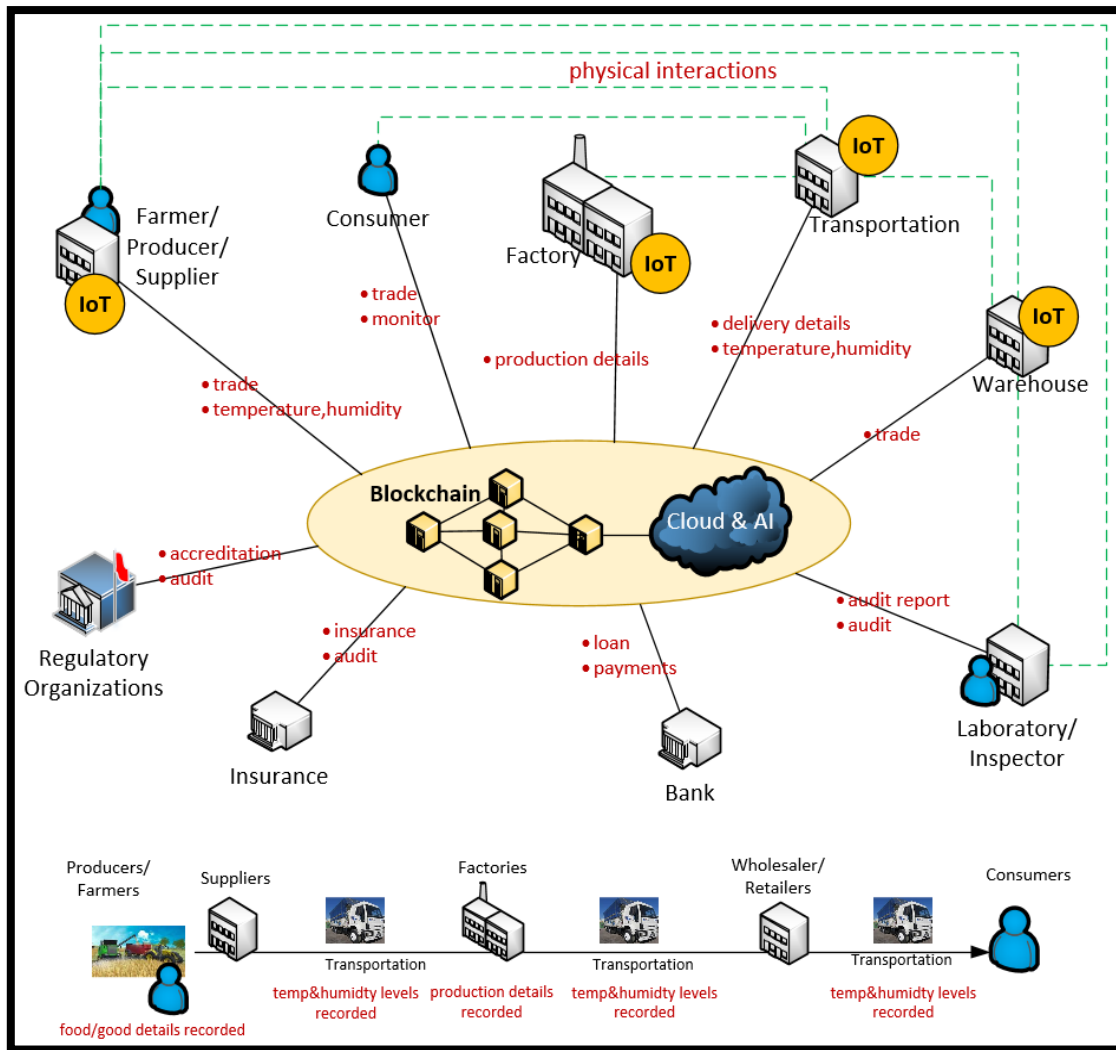 physical interactions
IoT
Consumer
Farmer/
Producer/
Supplier
IoT
Factory
IoT
Transportation
IoT
Warehouse
• trade
• monitor
• production details
• delivery details
• temperature,humidity
• trade
• temperature,humidity
• trade
Blockchain
Cloud & AI
• accreditation
• audit
Regulatory
Organizations
• insurance
• audit
Insurance
• loan
• payments
Bank
• audit report
• audit
Laboratory/
Inspector
Producers/
Farmers
Suppliers
Factories
Wholesaler/
Retailers
Consumers
Transportation
Transportation
Transportation
food/good details recorded
temp&humidty levels
recorded
production details
recorded
temp&humidty levels
recorded
temp&humidty levels
recorded